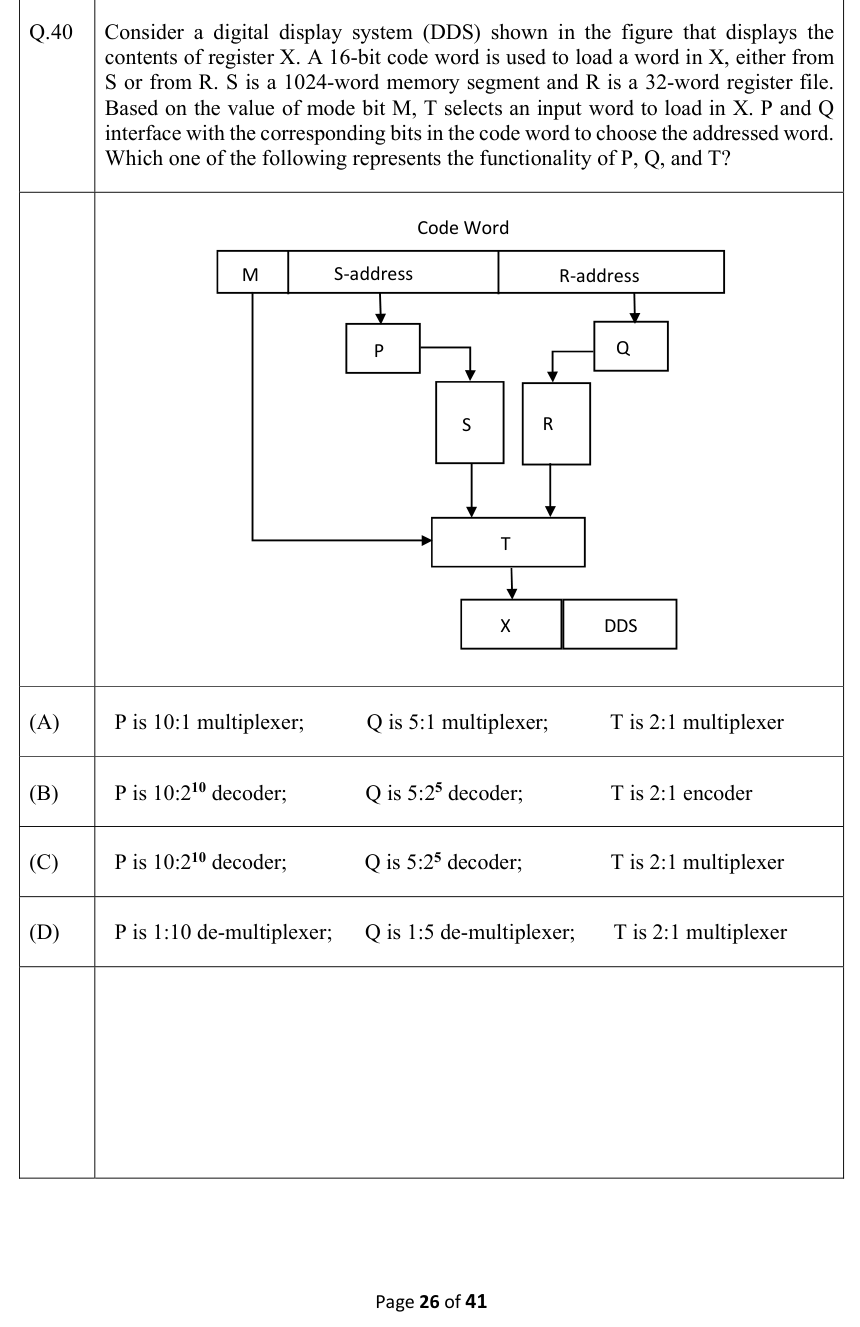 Q.40 Consider a digital display system (DDS) shown in the figure that displays the
contents of register X. A 16-bit code word is used to load a word in X, either from
S or from R. S is a 1024-word memory segment and R is a 32-word register file.
Based on the value of mode bit M, T selects an input word to load in X. P and Q
interface with the corresponding bits in the code word to choose the addressed word.
Which one of the following represents the functionality of P, Q, and T?
Code Word
M S-address R-address
P Q
S R
T
X DDS
(A) P is 10:1 multiplexer; Q is 5:1 multiplexer; T is 2:1 multiplexer
(B) P is 10:2¹⁰ decoder; Q is 5:2⁵ decoder; T is 2:1 encoder
(C) P is 10:2¹⁰ decoder; Q is 5:2⁵ decoder; T is 2:1 multiplexer
(D) P is 1:10 de-multiplexer; Q is 1:5 de-multiplexer; T is 2:1 multiplexer
Page 26 of 41